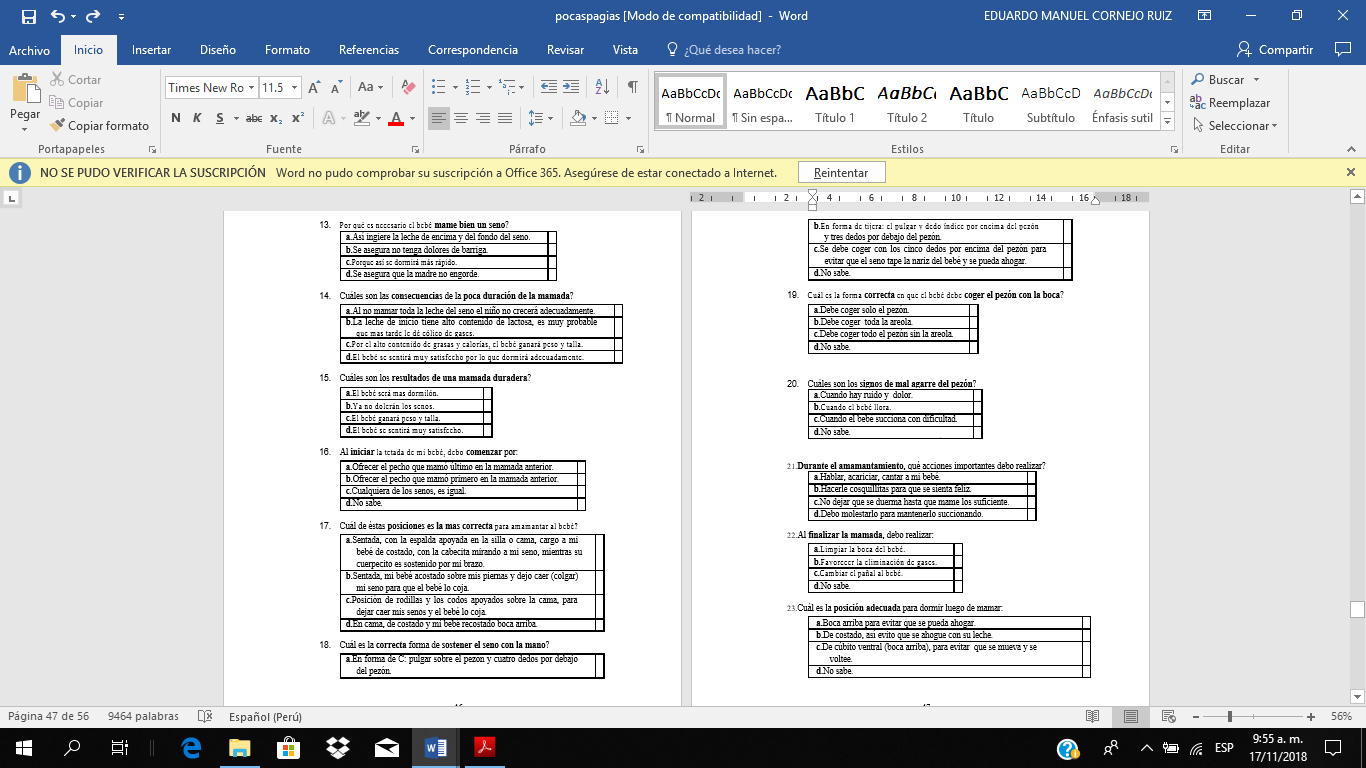 pocaspagias [Modo de compatibilidad] - Word
EDUARDO MANUEL CORNEJO RUIZ
Archivo Inicio Insertar Diseño Formato Referencias Correspondencia Revisar Vista ¿Qué desea hacer? Compartir
Pegar
Cortar
Copiar
Copiar formato
Times New Ro 11.5
N K S abc x₂ x²
AaBbCcDc AaBbCcDc AaBbC AaBbCc AaBbC AaBbCcD AaBbCcDc
¶ Normal ¶ Sin espa... Título 1 Título 2 Título Subtítulo Énfasis sutil
Buscar
Reemplazar
Seleccionar
Portapapeles Fuente Párrafo Estilos Editar
NO SE PUDO VERIFICAR LA SUSCRIPCIÓN Word no pudo comprobar su suscripción a Office 365. Asegúrese de estar conectado a Internet. Reintentar
2 2 4 6 8 10 12 14 16 18
13. Por qué es necesario el bebé mame bien un seno?
a.Así ingiere la leche de encima y del fondo del seno.
b.Se asegura no tenga dolores de barriga.
c.Porque así se dormirá más rápido.
d.Se asegura que la madre no engorde.
14. Cuáles son las consecuencias de la poca duración de la mamada?
a.Al no mamar toda la leche del seno el niño no crecerá adecuadamente.
b.La leche de inicio tiene alto contenido de lactosa, es muy probable
que mas tarde le dé cólico de gases.
c.Por el alto contenido de grasas y calorías, el bebé ganará peso y talla.
d.El bebé se sentirá muy satisfecho por lo que dormirá adecuadamente.
15. Cuáles son los resultados de una mamada duradera?
a.El bebé será mas dormilón.
b.Ya no dolerán los senos.
c.El bebé ganará peso y talla.
d.El bebé se sentirá muy satisfecho.
16. Al iniciar la tetada de mi bebé, debo comenzar por:
a.Ofrecer el pecho que mamó último en la mamada anterior.
b.Ofrecer el pecho que mamó primero en la mamada anterior.
c.Cualquiera de los senos, es igual.
d.No sabe.
17. Cuál de éstas posiciones es la mas correcta para amamantar al bebé?
a.Sentada, con la espalda apoyada en la silla o cama, cargo a mi
bebé de costado, con la cabecita mirando a mi seno, mientras su
cuerpecito es sostenido por mi brazo.
b.Sentada, mi bebé acostado sobre mis piernas y dejo caer (colgar)
mi seno para que el bebé lo coja.
c.Posición de rodillas y los codos apoyados sobre la cama, para
dejar caer mis senos y el bebé lo coja.
d.En cama, de costado y mi bebé recostado boca arriba.
18. Cuál es la correcta forma de sostener el seno con la mano?
a.En forma de C: pulgar sobre el pezón y cuatro dedos por debajo
del pezón.
b.En forma de tijera: el pulgar y dedo índice por encima del pezón
y tres dedos por debajo del pezón.
c.Se debe coger con los cinco dedos por encima del pezón para
evitar que el seno tape la nariz del bebé y se pueda ahogar.
d.No sabe.
19. Cuál es la forma correcta en que el bebé debe coger el pezón con la boca?
a.Debe coger solo el pezón.
b.Debe coger toda la areola.
c.Debe coger todo el pezón sin la areola.
d.No sabe.
20. Cuáles son los signos de mal agarre del pezón?
a.Cuando hay ruido y dolor.
b.Cuando el bebé llora.
c.Cuando el bebe succiona con dificultad.
d.No sabe.
21.Durante el amamantamiento, qué acciones importantes debo realizar?
a.Hablar, acariciar, cantar a mi bebé.
b.Hacerle cosquillitas para que se sienta feliz.
c.No dejar que se duerma hasta que mame los suficiente.
d.Debo molestarlo para mantenerlo succionando.
22.Al finalizar la mamada, debo realizar:
a.Limpiar la boca del bebé.
b.Favorecer la eliminación de gases.
c.Cambiar el pañal al bebé.
d.No sabe.
23.Cuál es la posición adecuada para dormir luego de mamar:
a.Boca arriba para evitar que se pueda ahogar.
b.De costado, así evito que se ahogue con su leche.
c.De cúbito ventral (boca arriba), para evitar que se mueva y se
voltee.
d.No sabe.
Página 47 de 56 9464 palabras Español (Perú) 56%
ESP
9:55 a. m.
17/11/2018